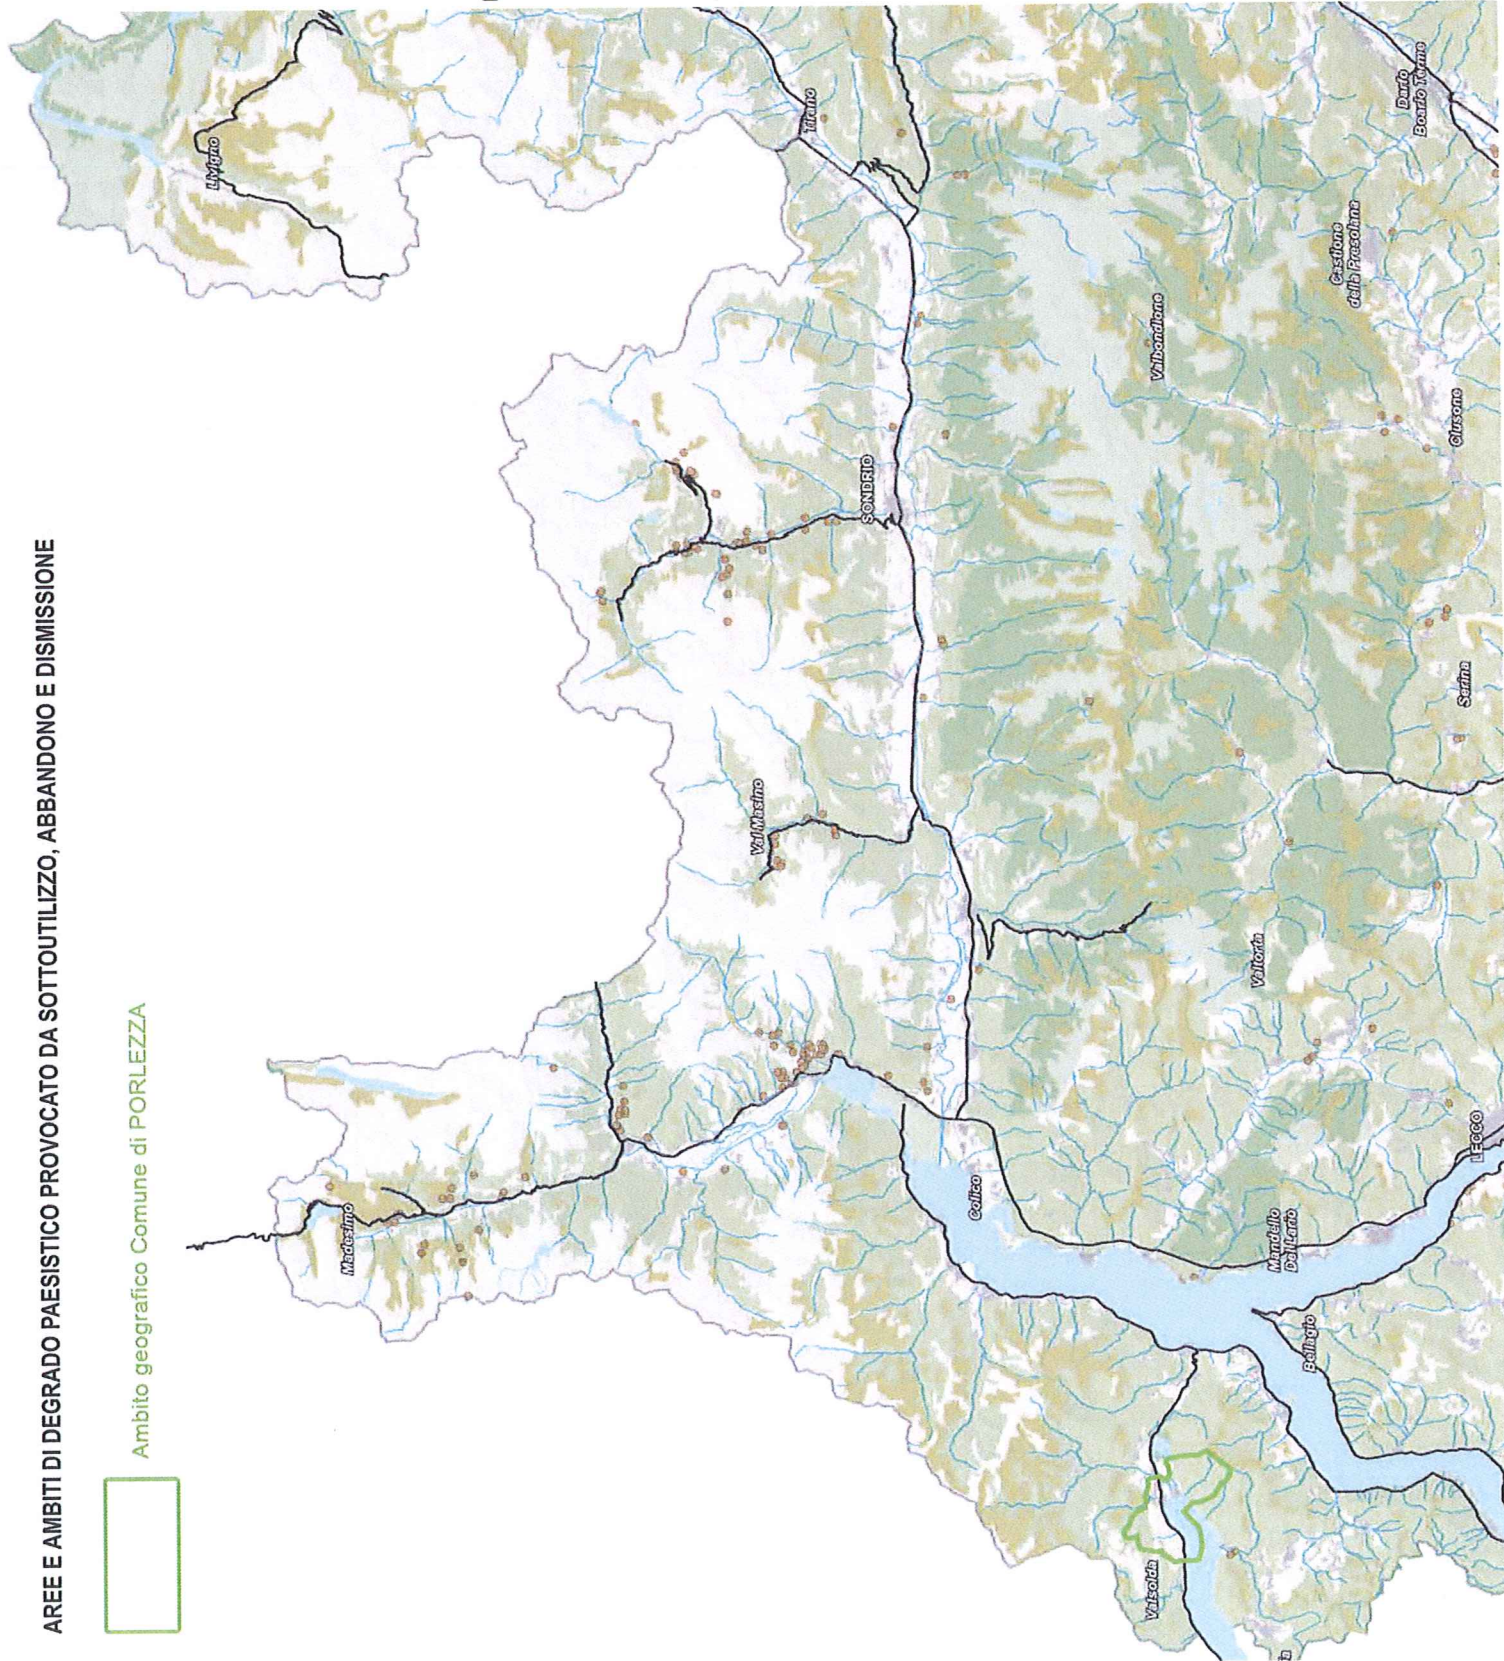 AREE E AMBITI DI DEGRADO PAESISTICO PROVOCATO DA SOTTOUTILIZZO, ABBANDONO E DISMISSIONE
Ambito geografico Comune di PORLEZZA
Livigno
Madesimo
Tirano
Val Masino
SONDRIO
Colico
Valbondione
Valtorta
Valsolda
Mandello
Del Lario
Bellagio
Castione
della Presolana
Darfo
Boario Terme
Clusone
Serina
LECCO